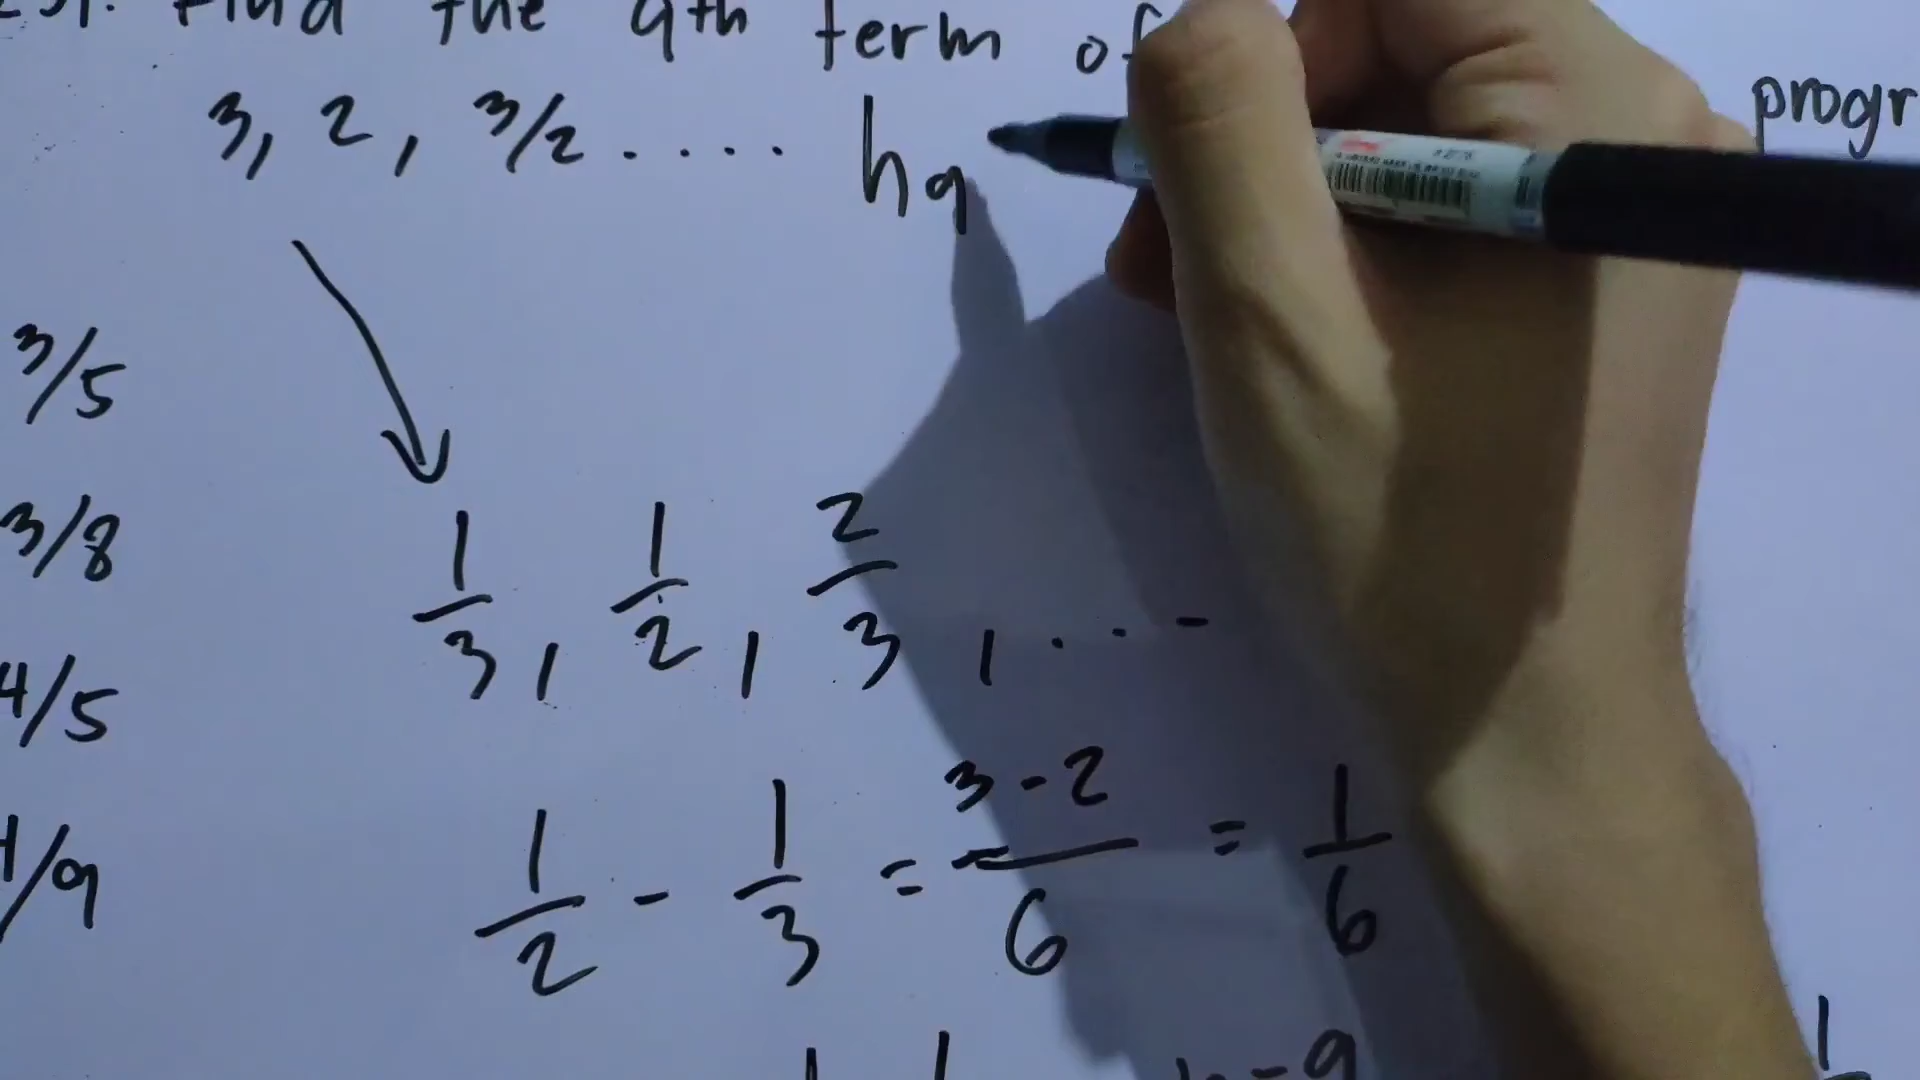 Find the 9th term of progr
3, 2, 3/2 .... h9
3/5
1/3, 1/2, 2/3, ...
3/8
4/5
1/2 - 1/3 = 3-2/6 = 1/6
/9